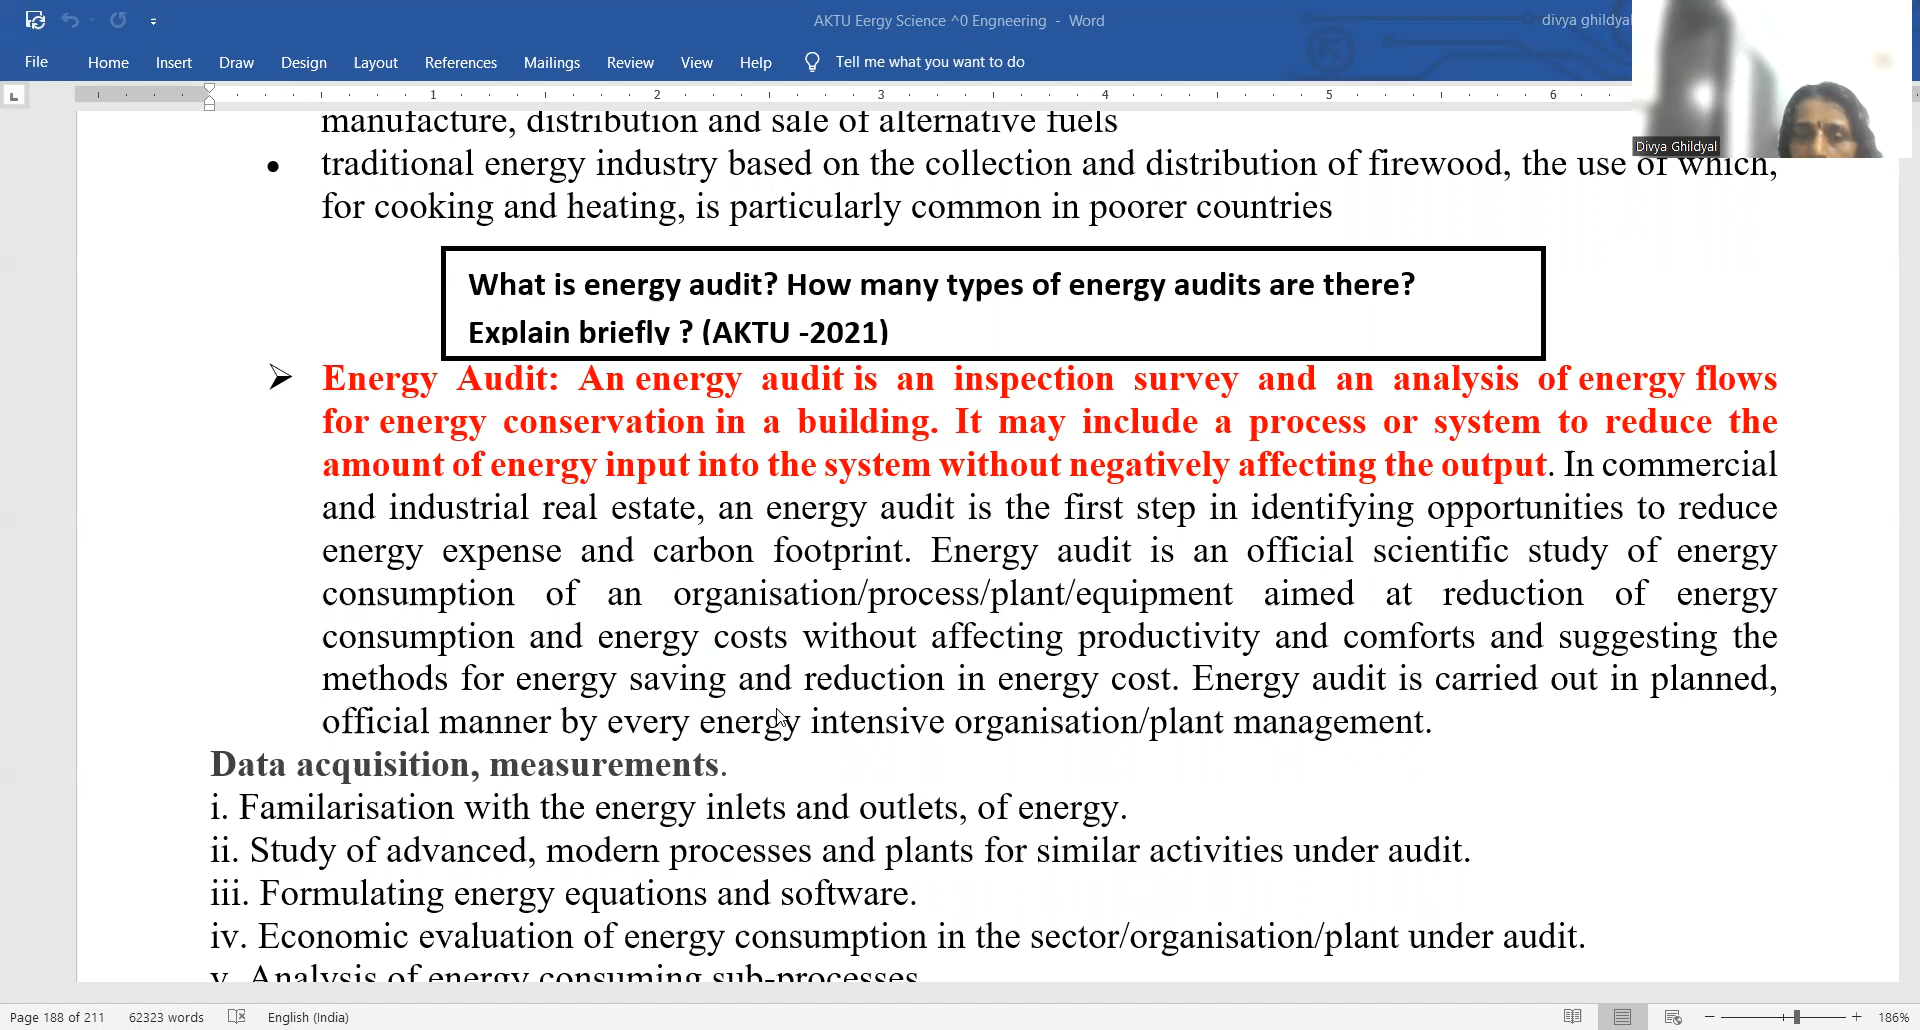 AKTU Eergy Science ^0 Engneering - Word
divya ghildyal
File Home Insert Draw Design Layout References Mailings Review View Help Tell me what you want to do
1 2 3 4 5 6
Divya Ghildyal
manufacture, distribution and sale of alternative fuels
• traditional energy industry based on the collection and distribution of firewood, the use of which,
for cooking and heating, is particularly common in poorer countries
What is energy audit? How many types of energy audits are there?
Explain briefly ? (AKTU -2021)
➢ Energy Audit: An energy audit is an inspection survey and an analysis of energy flows
for energy conservation in a building. It may include a process or system to reduce the
amount of energy input into the system without negatively affecting the output. In commercial
and industrial real estate, an energy audit is the first step in identifying opportunities to reduce
energy expense and carbon footprint. Energy audit is an official scientific study of energy
consumption of an organisation/process/plant/equipment aimed at reduction of energy
consumption and energy costs without affecting productivity and comforts and suggesting the
methods for energy saving and reduction in energy cost. Energy audit is carried out in planned,
official manner by every energy intensive organisation/plant management.
Data acquisition, measurements.
i. Familarisation with the energy inlets and outlets, of energy.
ii. Study of advanced, modern processes and plants for similar activities under audit.
iii. Formulating energy equations and software.
iv. Economic evaluation of energy consumption in the sector/organisation/plant under audit.
v. Analysis of energy consuming sub-processes
Page 188 of 211 62323 words English (India) 186%